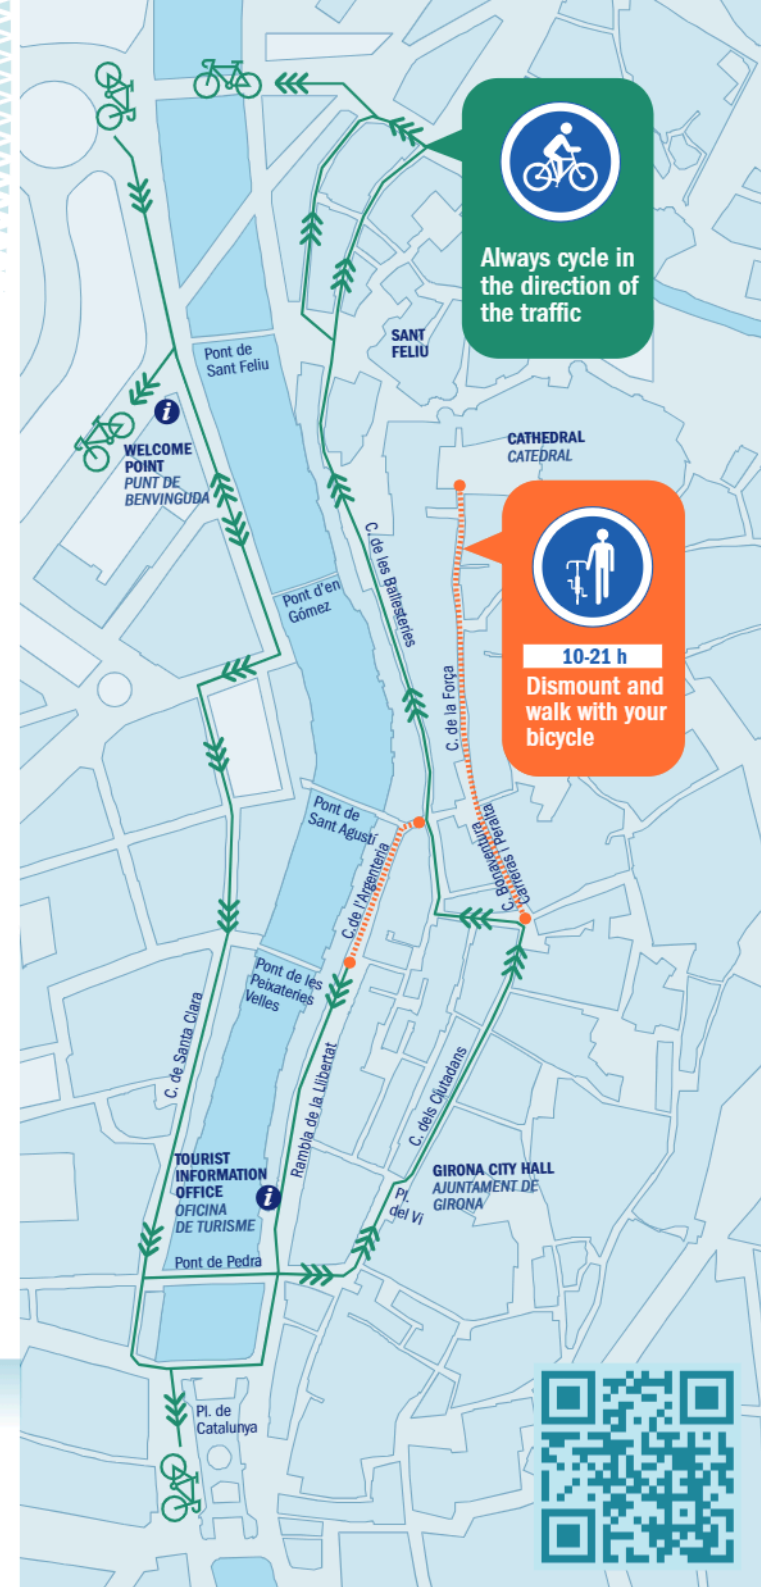 Always cycle in
the direction of
the traffic
SANT
FELIU
Pont de
Sant Feliu
i
WELCOME
POINT
PUNT DE
BENVINGUDA
CATHEDRAL
CATEDRAL
C. de les Ballesteries
Pont d'en
Gómez
10-21 h
Dismount and
walk with your
bicycle
C. de la Força
Pont de
Sant Agustí
C. Bonaventura
Carreras i Peralta
C. de l'Argenteria
Pont de les
Peixateries
Velles
C. de Santa Clara
Rambla de la Llibertat
C. dels Ciutadans
TOURIST
INFORMATION
OFFICE
OFICINA
DE TURISME
i
GIRONA CITY HALL
AJUNTAMENT DE
GIRONA
Pl.
del Vi
Pont de Pedra
Pl. de
Catalunya